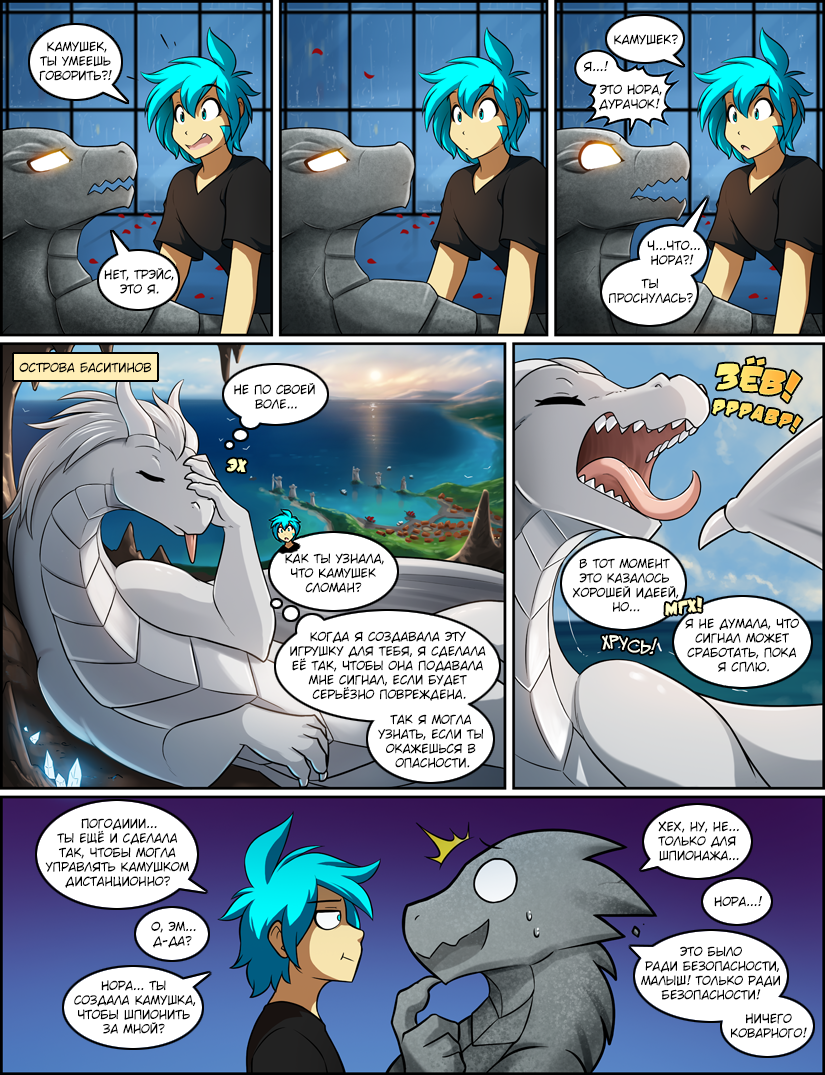 КАМУШЕК,
ТЫ УМЕЕШЬ
ГОВОРИТЬ?!
НЕТ, ТРЭЙС,
ЭТО Я.
КАМУШЕК?
Я...!
ЭТО НОРА,
ДУРАЧОК!
Ч...ЧТО...
НОРА?!
ТЫ
ПРОСНУЛАСЬ?
ОСТРОВА БАСИТИНОВ
НЕ ПО СВОЕЙ
ВОЛЕ...
ЭХ
КАК ТЫ УЗНАЛА,
ЧТО КАМУШЕК
СЛОМАН?
КОГДА Я СОЗДАВАЛА ЭТУ
ИГРУШКУ ДЛЯ ТЕБЯ, Я СДЕЛАЛА
ЕЁ ТАК, ЧТОБЫ ОНА ПОДАВАЛА
МНЕ СИГНАЛ, ЕСЛИ БУДЕТ
СЕРЬЁЗНО ПОВРЕЖДЕНА.
ТАК Я МОГЛА
УЗНАТЬ, ЕСЛИ ТЫ
ОКАЖЕШЬСЯ В
ОПАСНОСТИ.
ЗЁВ!
РРРАВР!
В ТОТ МОМЕНТ
ЭТО КАЗАЛОСЬ
ХОРОШЕЙ ИДЕЕЙ,
НО...
МГХ!
ХРУСЬ!
Я НЕ ДУМАЛА, ЧТО
СИГНАЛ МОЖЕТ
СРАБОТАТЬ, ПОКА
Я СПЛЮ.
ПОГОДИИИ...
ТЫ ЕЩЁ И СДЕЛАЛА
ТАК, ЧТОБЫ МОГЛА
УПРАВЛЯТЬ КАМУШКОМ
ДИСТАНЦИОННО?
О, ЭМ...
Д-ДА?
НОРА... ТЫ
СОЗДАЛА КАМУШКА,
ЧТОБЫ ШПИОНИТЬ
ЗА МНОЙ?
ХЕХ, НУ, НЕ...
ТОЛЬКО ДЛЯ
ШПИОНАЖА...
НОРА...!
ЭТО БЫЛО
РАДИ БЕЗОПАСНОСТИ,
МАЛЫШ! ТОЛЬКО РАДИ
БЕЗОПАСНОСТИ!
НИЧЕГО
КОВАРНОГО!